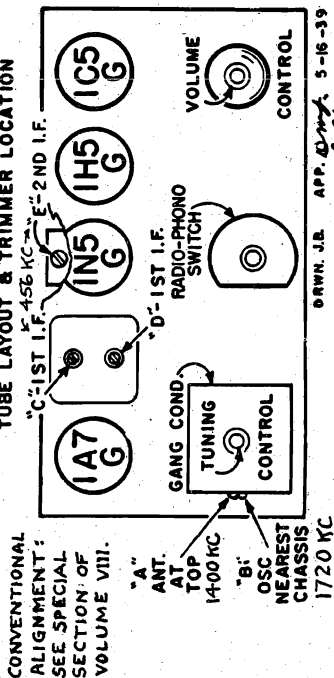 TUBE LAYOUT & TRIMMER LOCATION
CONVENTIONAL
ALIGNMENT:
SEE SPECIAL
SECTION OF
VOLUME VIII.
"C"-1ST I.F.
456 KC
"E"-2ND I.F.
"D"-1ST I.F.
1A7
G
1N5
G
1H5
G
1C5
G
"A"
ANT.
AT
TOP
1400 KC
"B"
OSC
NEAREST
CHASSIS
1720 KC
GANG COND.
TUNING
CONTROL
RADIO-PHONO
SWITCH
VOLUME
CONTROL
DRWN. J.B. APP. 5-16-39